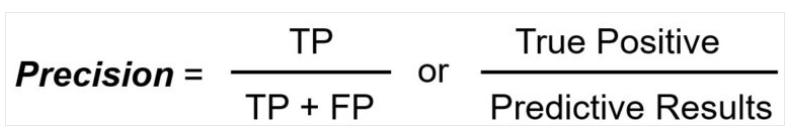 Precision = TP / TP + FP or True Positive / Predictive Results